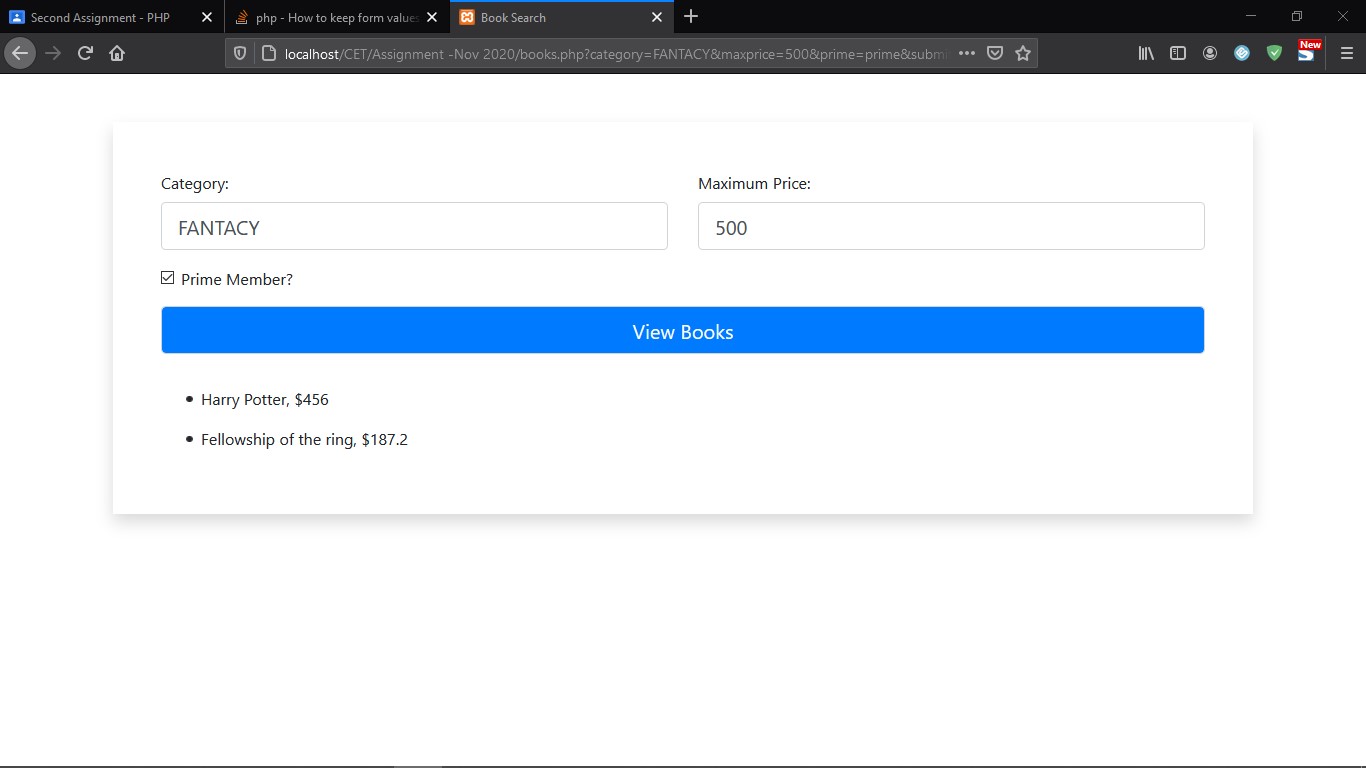 Second Assignment - PHP
php - How to keep form values
Book Search
localhost/CET/Assignment -Nov 2020/books.php?category=FANTACY&maxprice=500&prime=prime&submi
New
Category:
Maximum Price:
FANTACY
500
Prime Member?
View Books
Harry Potter, $456
Fellowship of the ring, $187.2